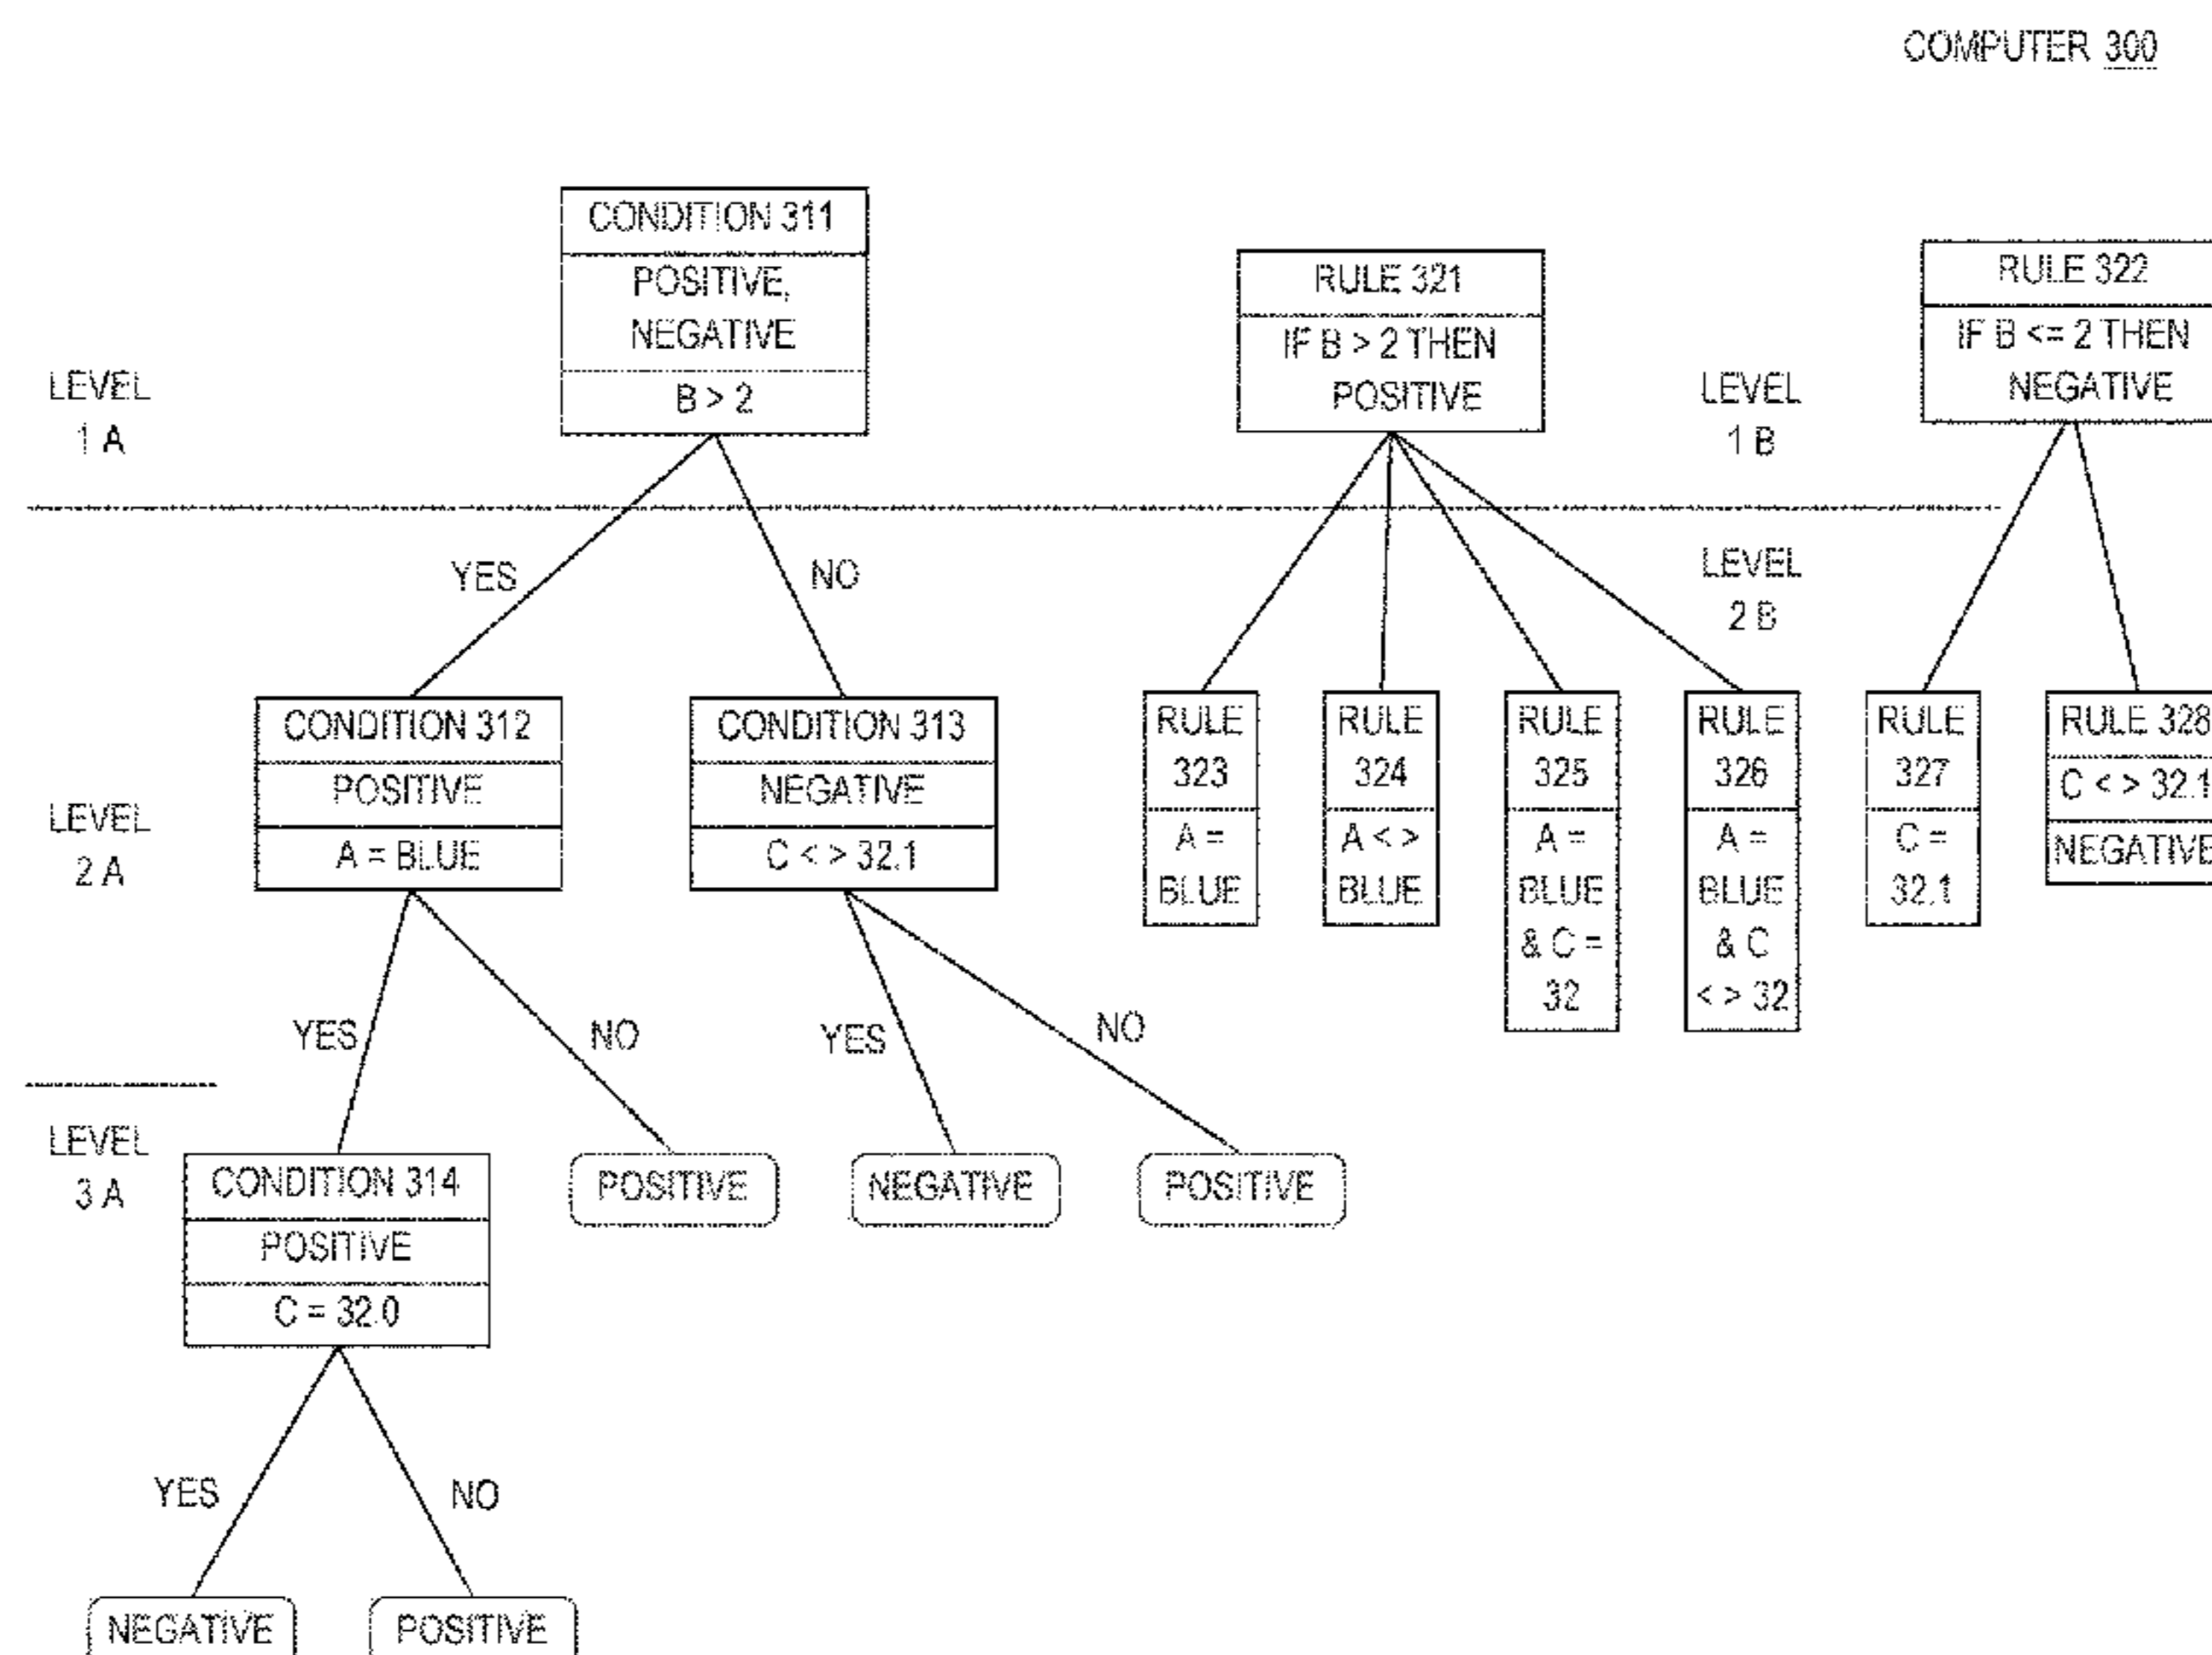 COMPUTER 300
CONDITION 311
POSITIVE,
NEGATIVE
B > 2
RULE 321
IF B > 2 THEN
POSITIVE
RULE 322
IF B <= 2 THEN
NEGATIVE
LEVEL
1 A
LEVEL
1 B
YES
NO
LEVEL
2 B
CONDITION 312
POSITIVE
A = BLUE
CONDITION 313
NEGATIVE
C < > 32.1
RULE
323
A =
BLUE
RULE
324
A < >
BLUE
RULE
325
A =
BLUE
& C =
32
RULE
326
A =
BLUE
& C
< > 32
RULE
327
C =
32.1
RULE 328
C < > 32.1
NEGATIVE
LEVEL
2 A
YES
NO
YES
NO
LEVEL
3 A
CONDITION 314
POSITIVE
C = 32.0
POSITIVE
NEGATIVE
POSITIVE
YES
NO
NEGATIVE
POSITIVE